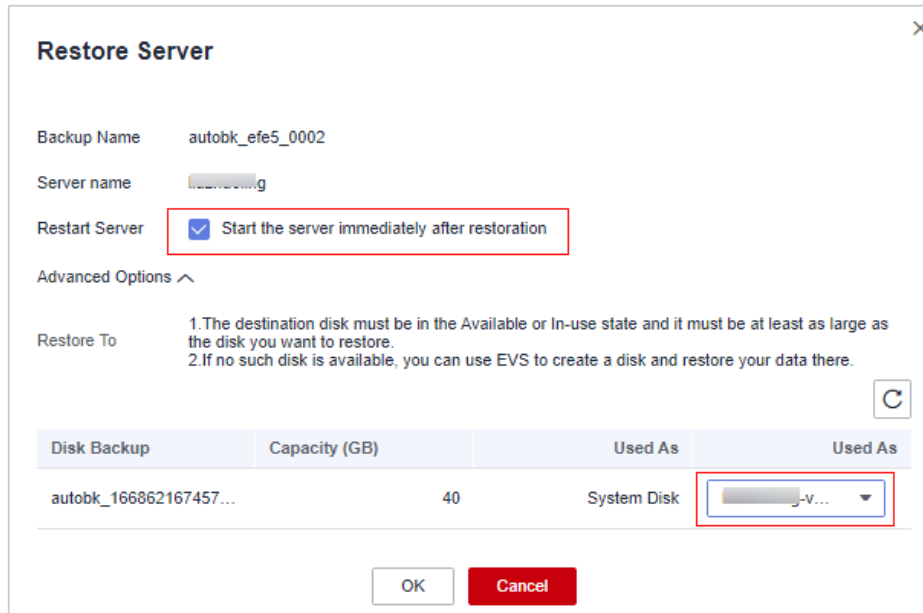 Restore Server
Backup Name autobk_efe5_0002
Server name
Restart Server Start the server immediately after restoration
Advanced Options
1.The destination disk must be in the Available or In-use state and it must be at least as large as
Restore To the disk you want to restore.
2.If no such disk is available, you can use EVS to create a disk and restore your data there.
Disk Backup Capacity (GB) Used As Used As
autobk_166862167457... 40 System Disk -v...
OK Cancel